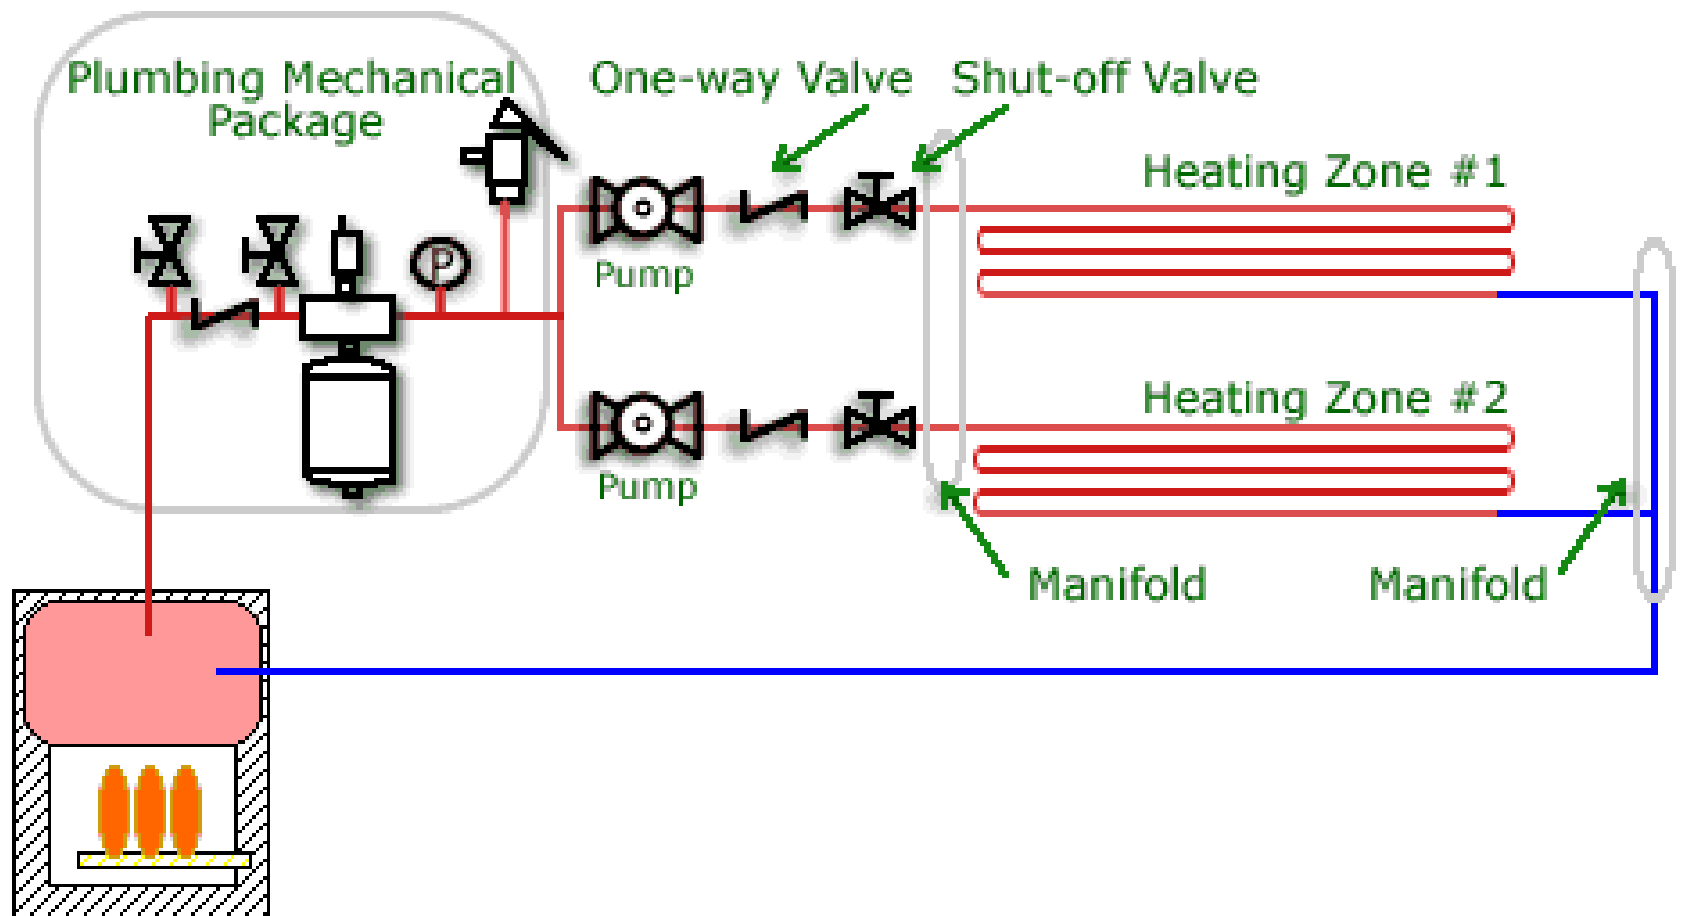 Plumbing Mechanical
Package
One-way Valve
Shut-off Valve
Heating Zone #1
P
Pump
Heating Zone #2
Pump
Manifold
Manifold